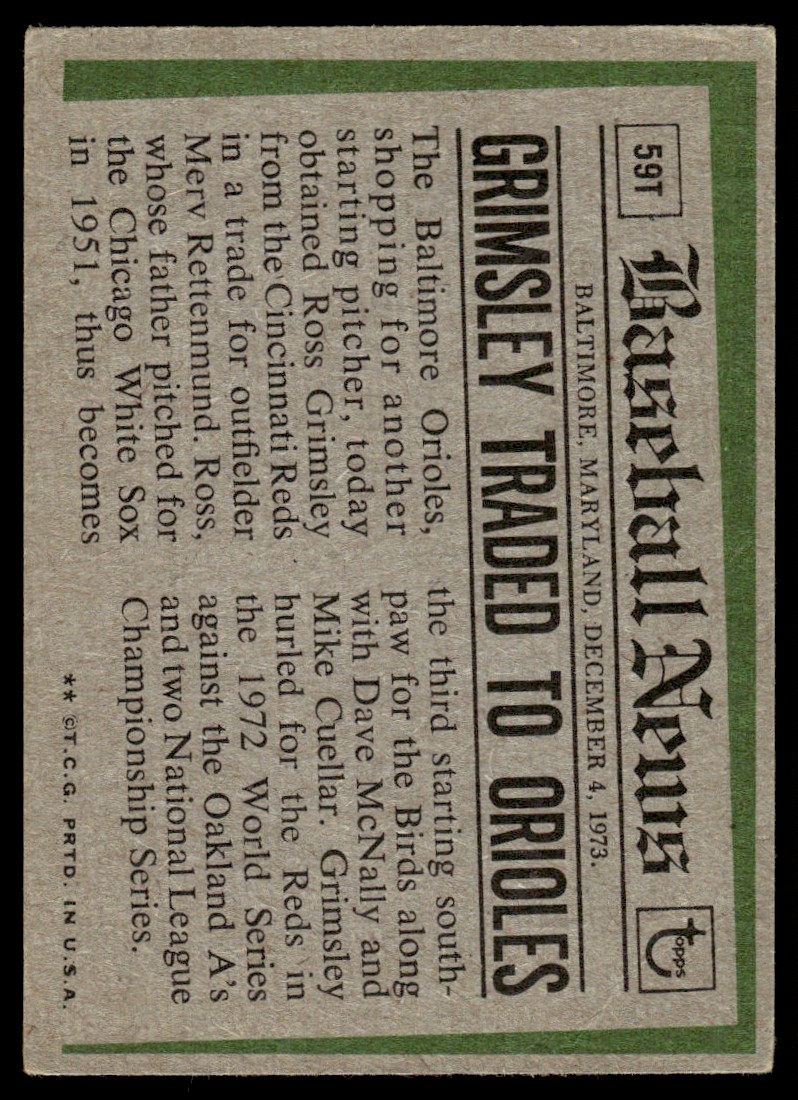 59T
Baseball News
topps
BALTIMORE, MARYLAND, DECEMBER 4, 1973.
GRIMSLEY TRADED TO ORIOLES
The Baltimore Orioles,
shopping for another
starting pitcher, today
obtained Ross Grimsley
from the Cincinnati Reds
in a trade for outfielder
Merv Rettenmund. Ross,
whose father pitched for
the Chicago White Sox
in 1951, thus becomes
the third starting south-
paw for the Birds along
with Dave McNally and
Mike Cuellar. Grimsley
hurled for the Reds in
the 1972 World Series
against the Oakland A's
and two National League
Championship Series.
** ©T.C.G. PRTD. IN U.S.A.